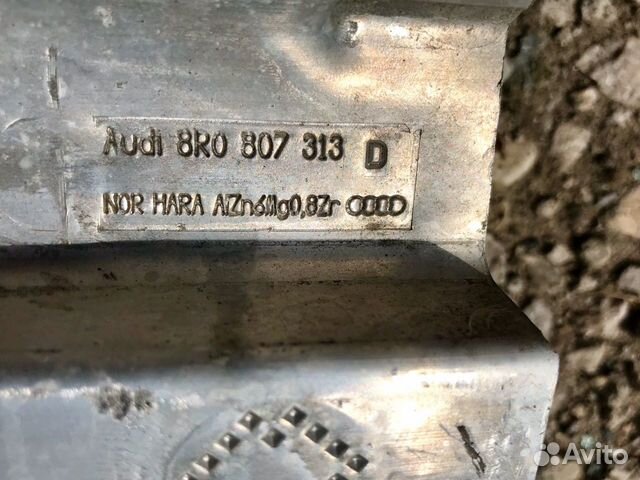 Audi 8R0 807 313 D
NOR HARA AlZn6Mg0,8Zr
Avito